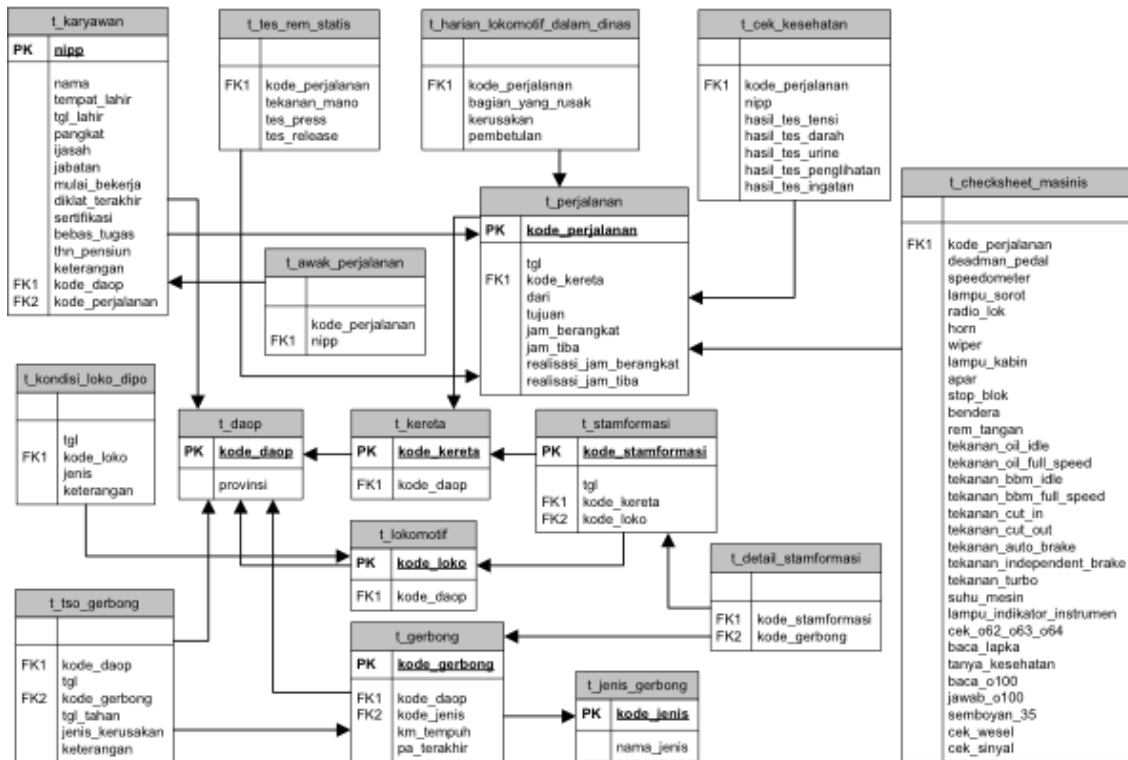 t_karyawan
PK nipp
nama
tempat_lahir
tgl_lahir
pangkat
ijasah
jabatan
mulai_bekerja
diklat_terakhir
sertifikasi
bebas_tugas
thn_pensiun
keterangan
FK1 kode_daop
FK2 kode_perjalanan
t_tes_rem_statis
FK1 kode_perjalanan
tekanan_mano
tes_press
tes_release
t_harian_lokomotif_dalam_dinas
FK1 kode_perjalanan
bagian_yang_rusak
kerusakan
pembetulan
t_cek_kesehatan
FK1 kode_perjalanan
nipp
hasil_tes_tensi
hasil_tes_darah
hasil_tes_urine
hasil_tes_penglihatan
hasil_tes_ingatan
t_perjalanan
PK kode_perjalanan
tgl
FK1 kode_kereta
dari
tujuan
jam_berangkat
jam_tiba
realisasi_jam_berangkat
realisasi_jam_tiba
t_awak_perjalanan
kode_perjalanan
FK1 nipp
t_checksheet_masinis
FK1 kode_perjalanan
deadman_pedal
speedometer
lampu_sorot
radio_lok
horn
wiper
lampu_kabin
apar
stop_blok
bendera
rem_tangan
tekanan_oil_idle
tekanan_oil_full_speed
tekanan_bbm_idle
tekanan_bbm_full_speed
tekanan_cut_in
tekanan_cut_out
tekanan_auto_brake
tekanan_independent_brake
tekanan_turbo
suhu_mesin
lampu_indikator_instrumen
cek_o62_o63_o64
baca_lapka
tanya_kesehatan
baca_o100
jawab_o100
semboyan_35
cek_wesel
cek_sinyal
t_kondisi_loko_dipo
tgl
FK1 kode_loko
jenis
keterangan
t_daop
PK kode_daop
provinsi
t_kereta
PK kode_kereta
FK1 kode_daop
t_stamformasi
PK kode_stamformasi
tgl
FK1 kode_kereta
FK2 kode_loko
t_lokomotif
PK kode_loko
FK1 kode_daop
t_detail_stamformasi
FK1 kode_stamformasi
FK2 kode_gerbong
t_tso_gerbong
FK1 kode_daop
tgl
FK2 kode_gerbong
tgl_tahan
jenis_kerusakan
keterangan
t_gerbong
PK kode_gerbong
FK1 kode_daop
FK2 kode_jenis
km_tempuh
pa_terakhir
t_jenis_gerbong
PK kode_jenis
nama_jenis